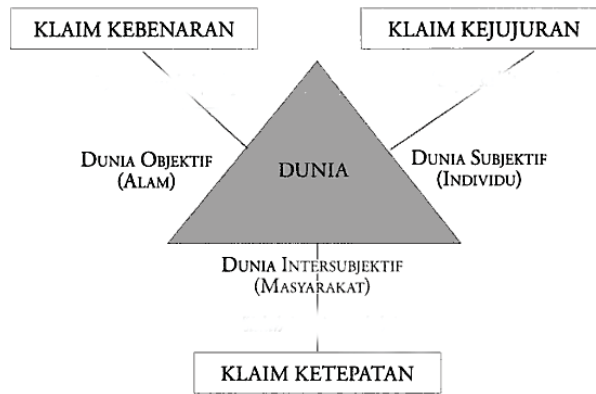 KLAIM KEBENARAN
KLAIM KEJUJURAN
DUNIA OBJEKTIF
(ALAM)
DUNIA
DUNIA SUBJEKTIF
(INDIVIDU)
DUNIA INTERSUBJEKTIF
(MASYARAKAT)
KLAIM KETEPATAN